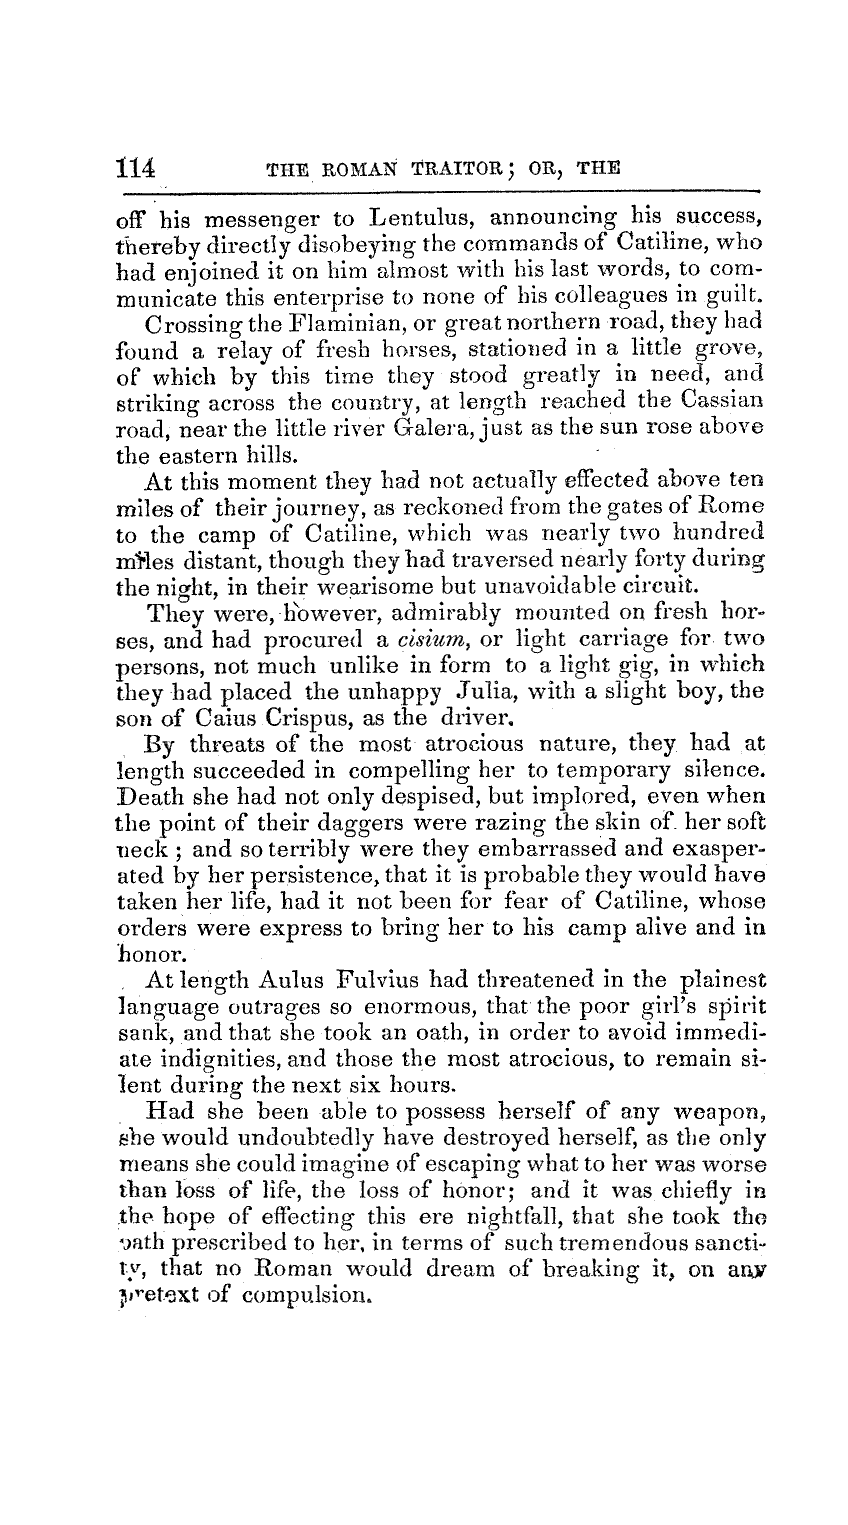 114 THE ROMAN TRAITOR; OR, THE
off his messenger to Lentulus, announcing his success,
thereby directly disobeying the commands of Catiline, who
had enjoined it on him almost with his last words, to com-
municate this enterprise to none of his colleagues in guilt.
Crossing the Flaminian, or great northern road, they had
found a relay of fresh horses, stationed in a little grove,
of which by this time they stood greatly in need, and
striking across the country, at length reached the Cassian
road, near the little river Galera, just as the sun rose above
the eastern hills.
At this moment they had not actually effected above ten
miles of their journey, as reckoned from the gates of Rome
to the camp of Catiline, which was nearly two hundred
miles distant, though they had traversed nearly forty during
the night, in their wearisome but unavoidable circuit.
They were, however, admirably mounted on fresh hor-
ses, and had procured a cisium, or light carriage for two
persons, not much unlike in form to a light gig, in which
they had placed the unhappy Julia, with a slight boy, the
son of Caius Crispus, as the driver.
By threats of the most atrocious nature, they had at
length succeeded in compelling her to temporary silence.
Death she had not only despised, but implored, even when
the point of their daggers were razing the skin of her soft
neck ; and so terribly were they embarrassed and exasper-
ated by her persistence, that it is probable they would have
taken her life, had it not been for fear of Catiline, whose
orders were express to bring her to his camp alive and in
honor.
At length Aulus Fulvius had threatened in the plainest
language outrages so enormous, that the poor girl's spirit
sank, and that she took an oath, in order to avoid immedi-
ate indignities, and those the most atrocious, to remain si-
lent during the next six hours.
Had she been able to possess herself of any weapon,
she would undoubtedly have destroyed herself, as the only
means she could imagine of escaping what to her was worse
than loss of life, the loss of honor; and it was chiefly in
the hope of effecting this ere nightfall, that she took the
oath prescribed to her, in terms of such tremendous sancti-
ty, that no Roman would dream of breaking it, on any
pretext of compulsion.